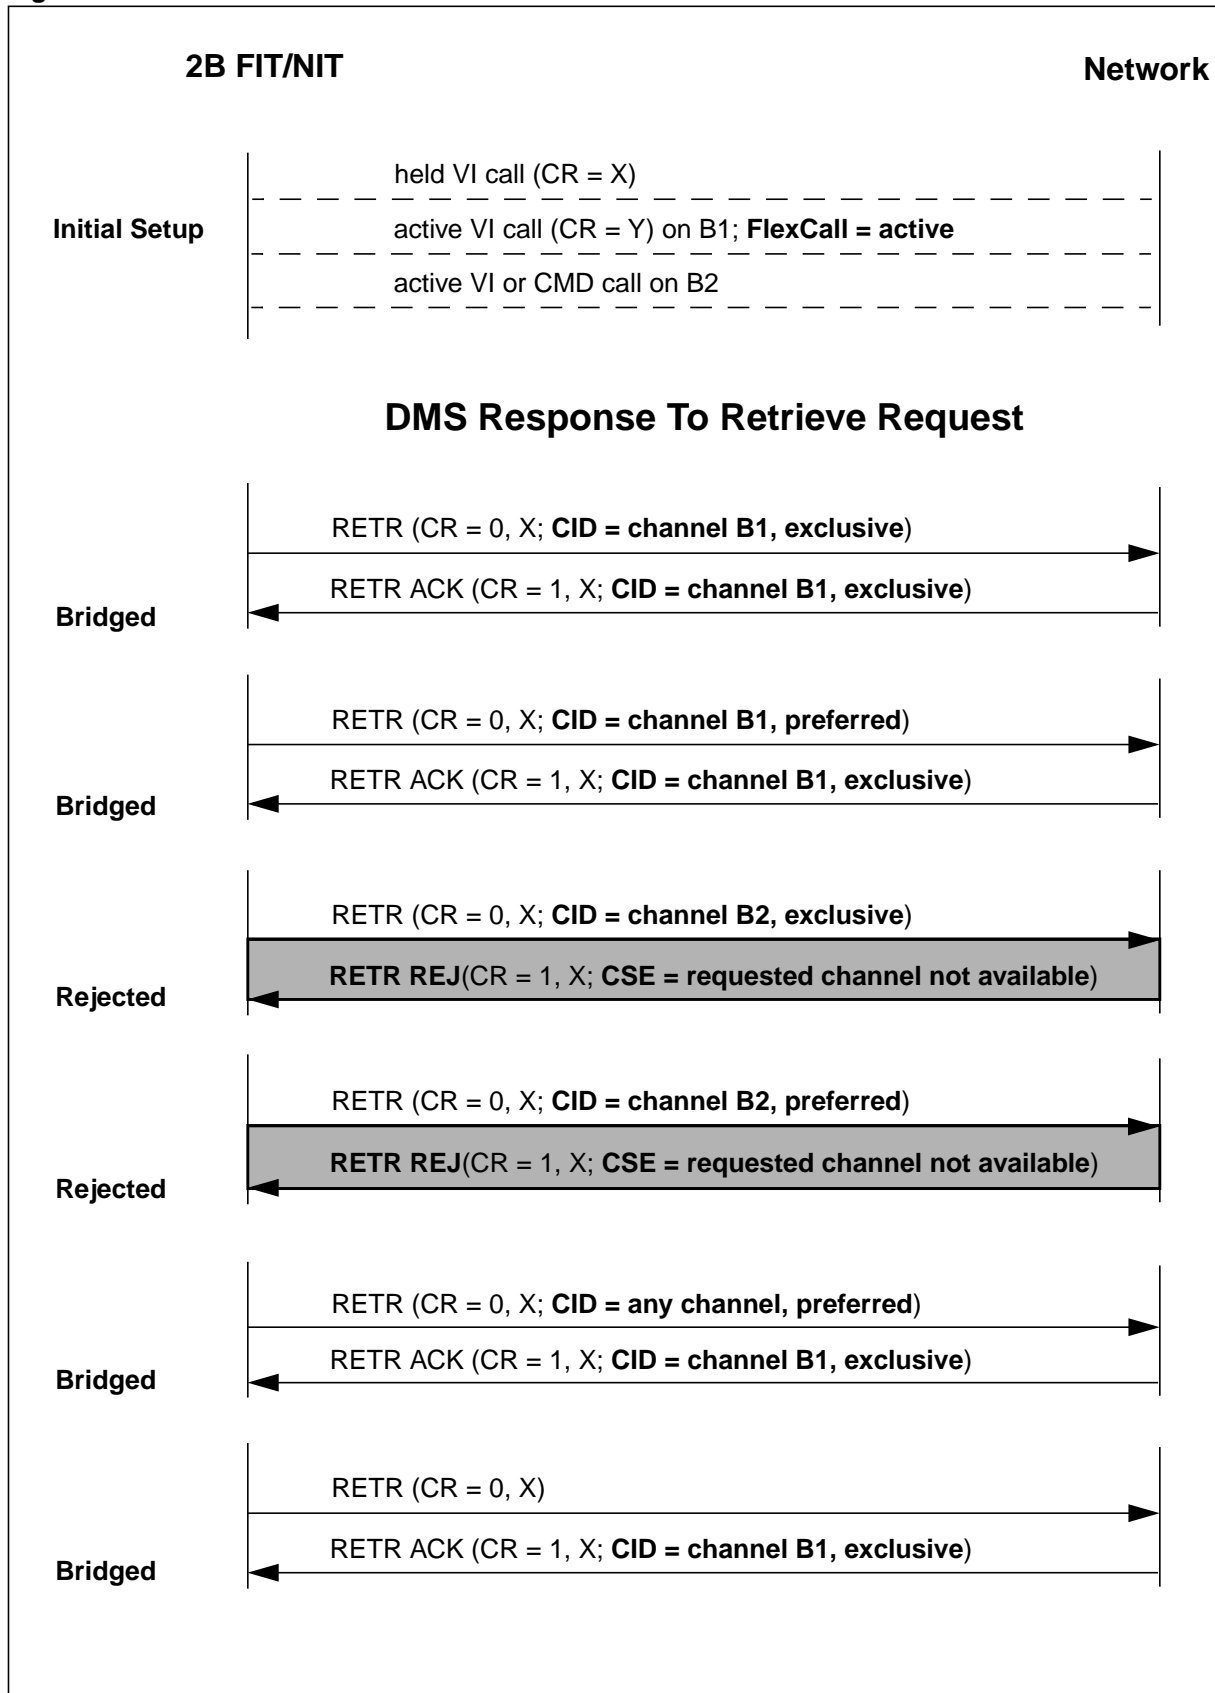 2B FIT/NIT
Network
held VI call (CR = X)
Initial Setup
active VI call (CR = Y) on B1; FlexCall = active
active VI or CMD call on B2
DMS Response To Retrieve Request
RETR (CR = 0, X; CID = channel B1, exclusive)
RETR ACK (CR = 1, X; CID = channel B1, exclusive)
Bridged
RETR (CR = 0, X; CID = channel B1, preferred)
RETR ACK (CR = 1, X; CID = channel B1, exclusive)
Bridged
RETR (CR = 0, X; CID = channel B2, exclusive)
RETR REJ(CR = 1, X; CSE = requested channel not available)
Rejected
RETR (CR = 0, X; CID = channel B2, preferred)
RETR REJ(CR = 1, X; CSE = requested channel not available)
Rejected
RETR (CR = 0, X; CID = any channel, preferred)
RETR ACK (CR = 1, X; CID = channel B1, exclusive)
Bridged
RETR (CR = 0, X)
RETR ACK (CR = 1, X; CID = channel B1, exclusive)
Bridged